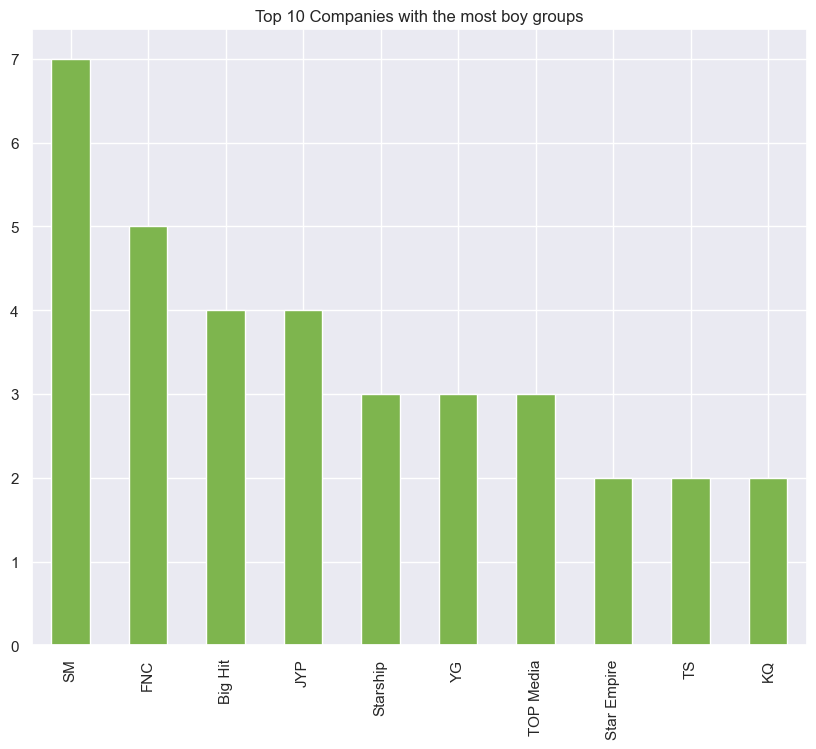 Top 10 Companies with the most boy groups
7
6
5
4
3
2
1
0
SM
FNC
Big Hit
JYP
Starship
YG
TOP Media
Star Empire
TS
KQ